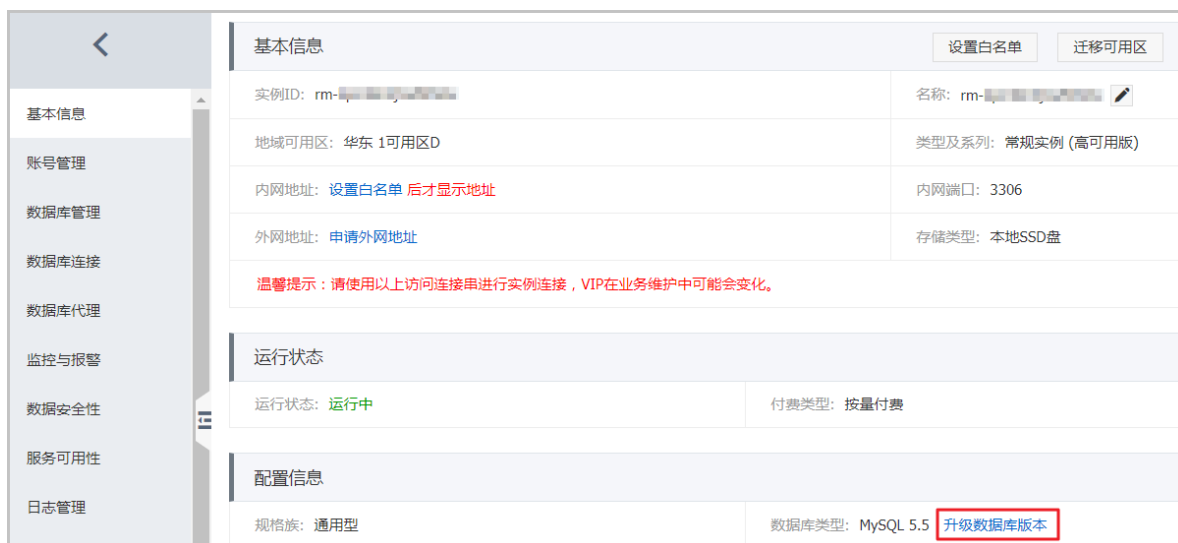 基本信息
设置白名单
迁移可用区
实例ID: rm-
名称: rm-
基本信息
地域可用区: 华东 1可用区D
类型及系列: 常规实例 (高可用版)
账号管理
内网地址: 设置白名单 后才显示地址
内网端口: 3306
数据库管理
外网地址: 申请外网地址
存储类型: 本地SSD盘
数据库连接
温馨提示：请使用以上访问连接串进行实例连接，VIP在业务维护中可能会变化。
数据库代理
运行状态
监控与报警
运行状态: 运行中
付费类型: 按量付费
数据安全性
服务可用性
配置信息
日志管理
规格族: 通用型
数据库类型: MySQL 5.5 升级数据库版本